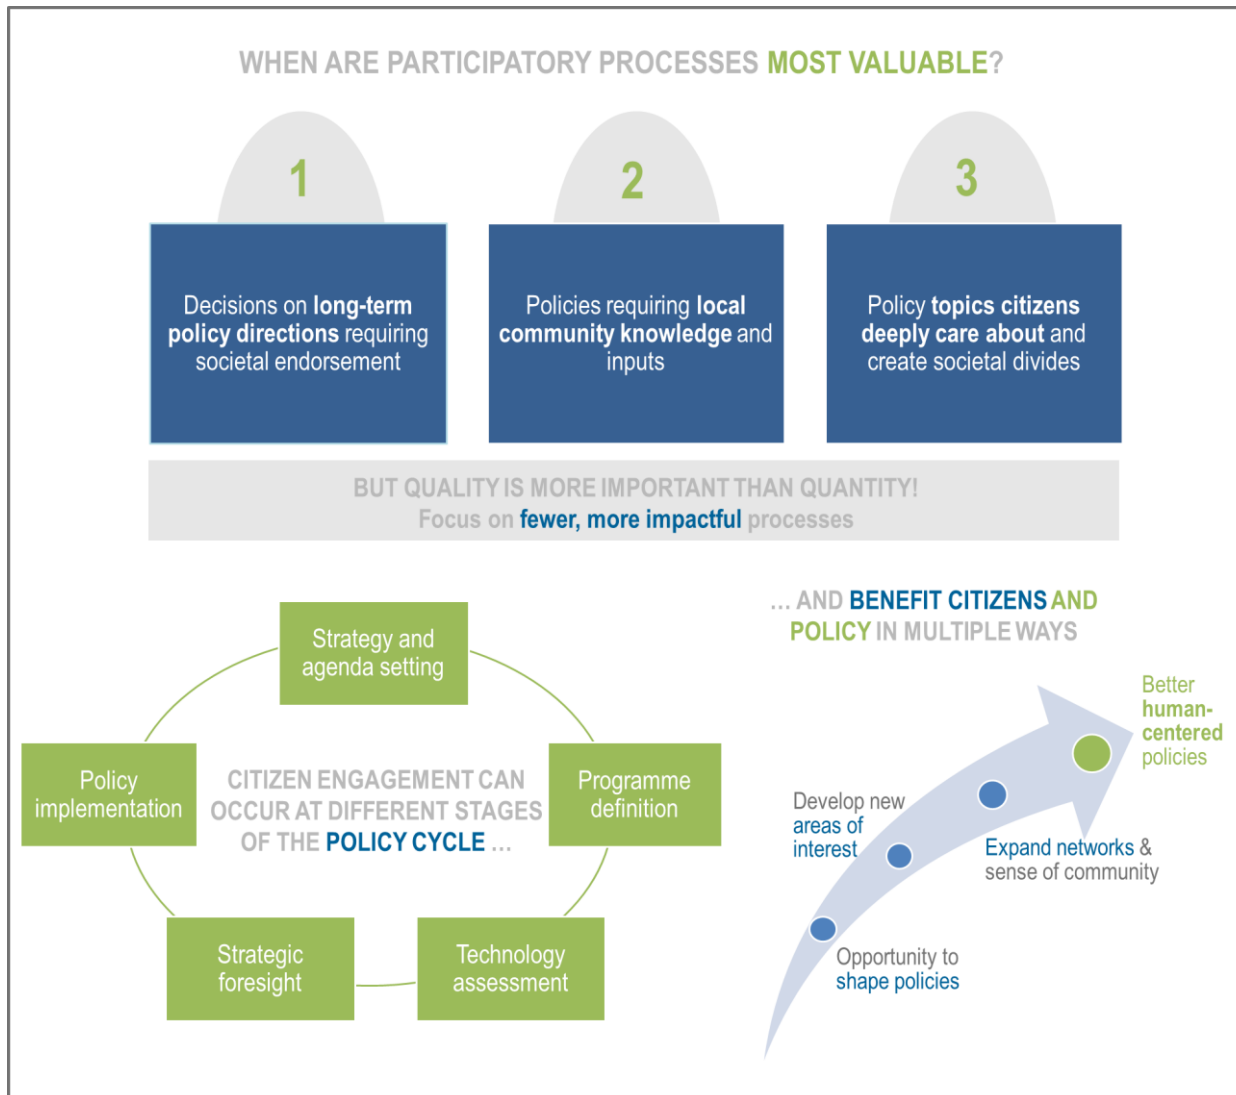 WHEN ARE PARTICIPATORY PROCESSES MOST VALUABLE?
1
Decisions on long-term
policy directions requiring
societal endorsement
2
Policies requiring local
community knowledge and
inputs
3
Policy topics citizens
deeply care about and
create societal divides
BUT QUALITY IS MORE IMPORTANT THAN QUANTITY!
Focus on fewer, more impactful processes
Strategy and
agenda setting
Programme
definition
Technology
assessment
Strategic
foresight
Policy
implementation
CITIZEN ENGAGEMENT CAN
OCCUR AT DIFFERENT STAGES
OF THE POLICY CYCLE ...
... AND BENEFIT CITIZENS AND
POLICY IN MULTIPLE WAYS
Opportunity to
shape policies
Develop new
areas of
interest
Expand networks &
sense of community
Better
human-
centered
policies